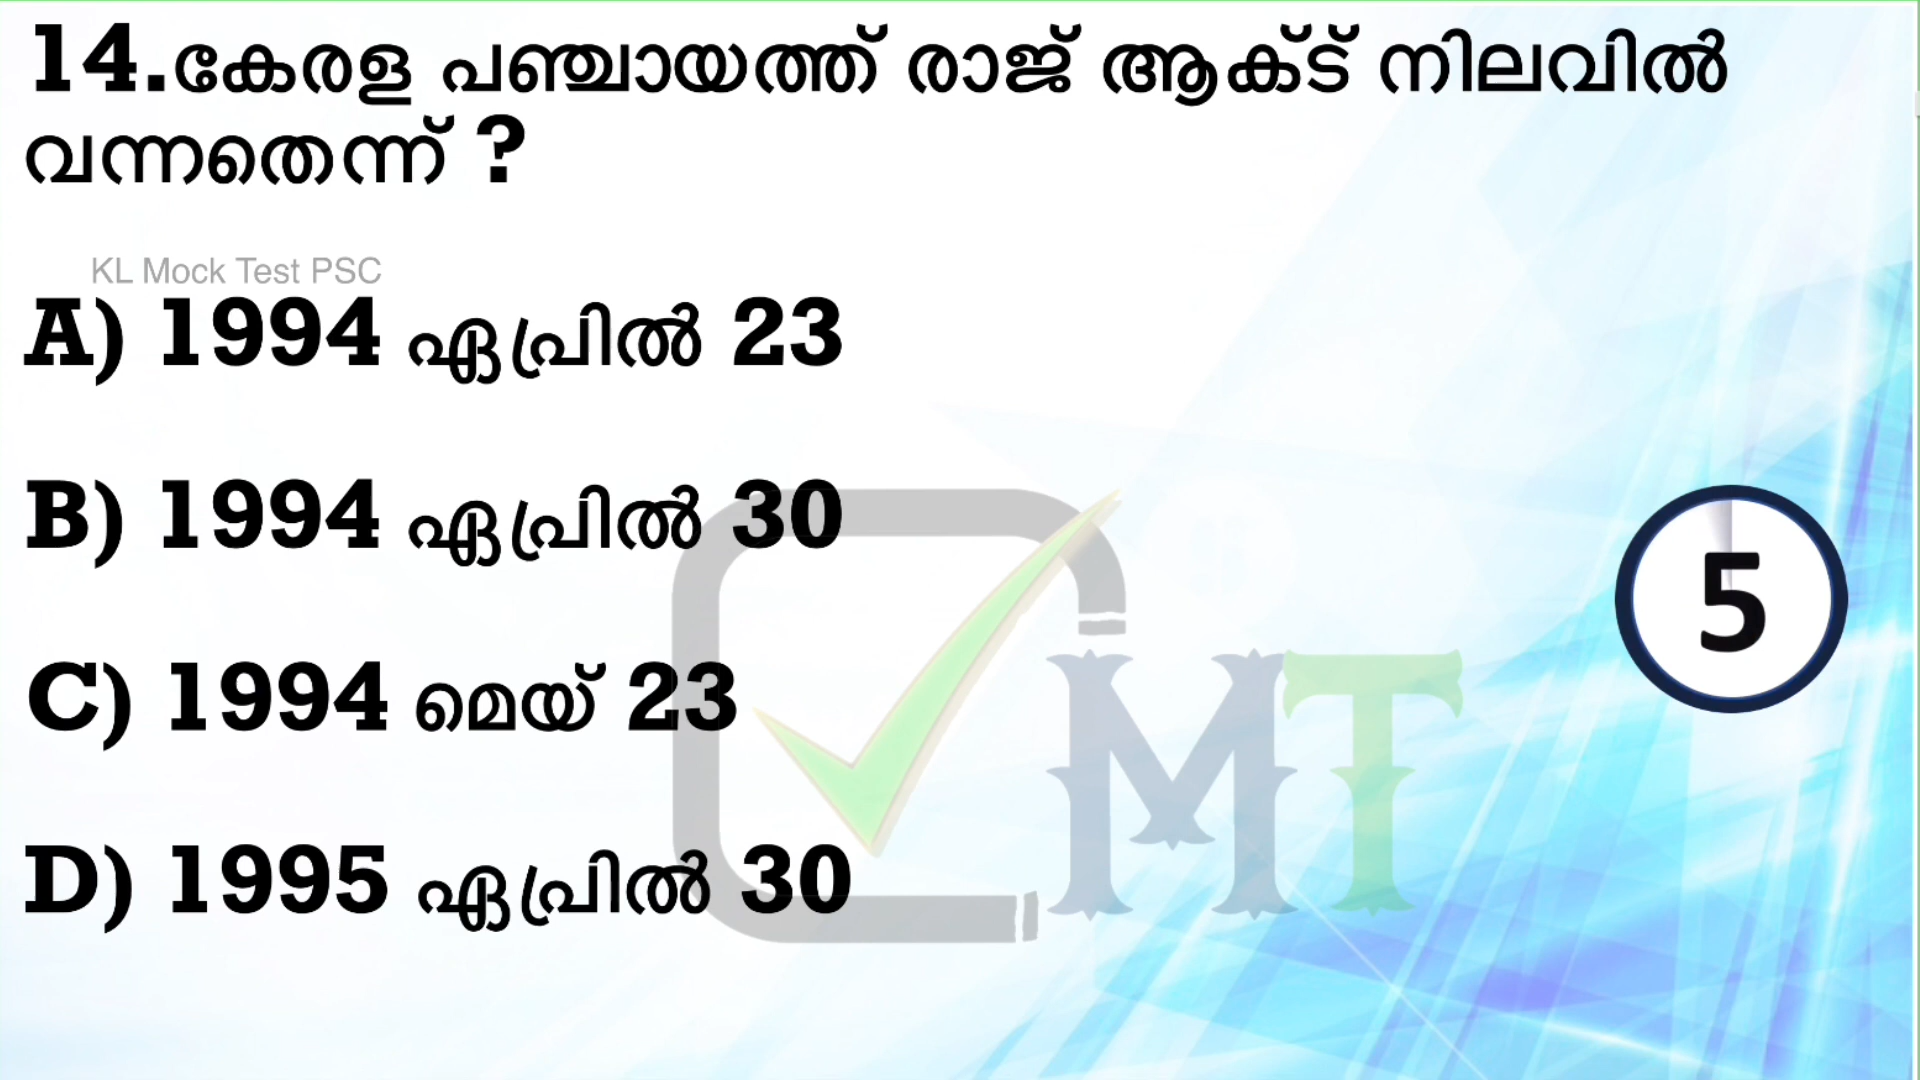 14.കേരള പഞ്ചായത്ത് രാജ് ആക്ട് നിലവിൽ
വന്നതെന്ന് ?
KL Mock Test PSC
A) 1994 ഏപ്രിൽ 23
B) 1994 ഏപ്രിൽ 30
C) 1994 മെയ് 23
D) 1995 ഏപ്രിൽ 30
5
MT